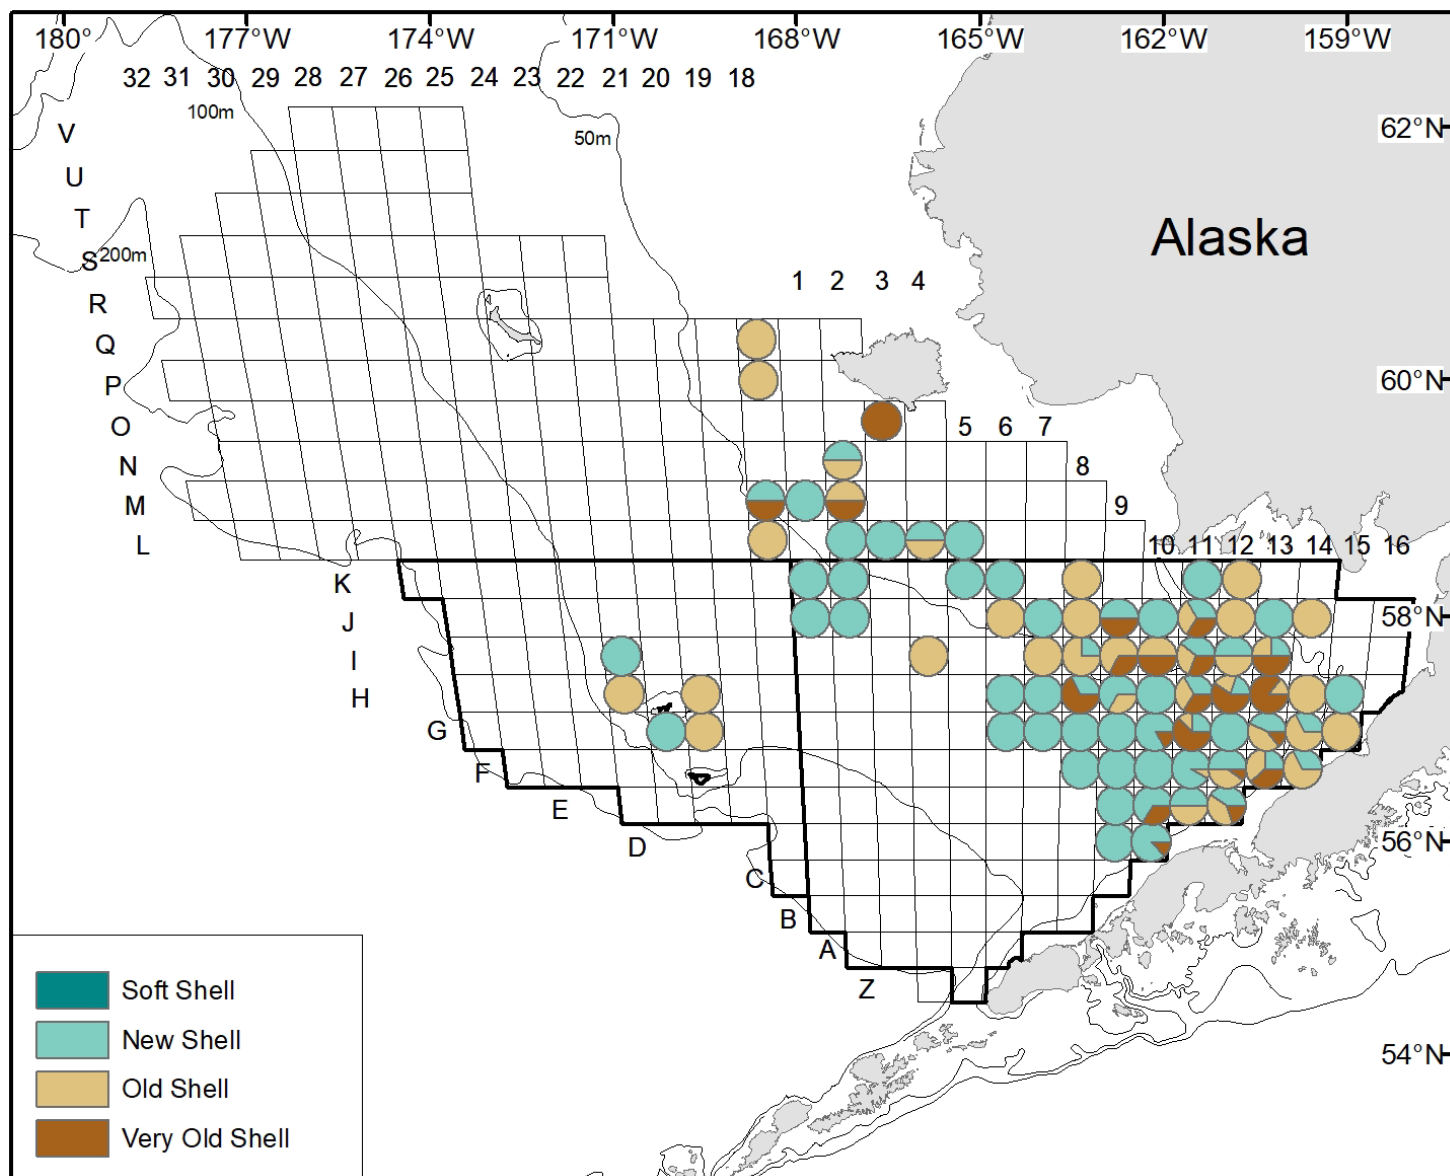 180° 177°W 174°W 171°W 168°W 165°W 162°W 159°W
32 31 30 29 28 27 26 25 24 23 22 21 20 19 18
100m
50m
62°N
V
U
T
Alaska
S 200m
1 2 3 4
R
Q
P
60°N
O
5 6 7
N
8
M
9
L
10 11 12 13 14 15 16
K
J
58°N
I
H
G
F
E
D
56°N
C
B
A
Z
Soft Shell
New Shell
54°N
Old Shell
Very Old Shell